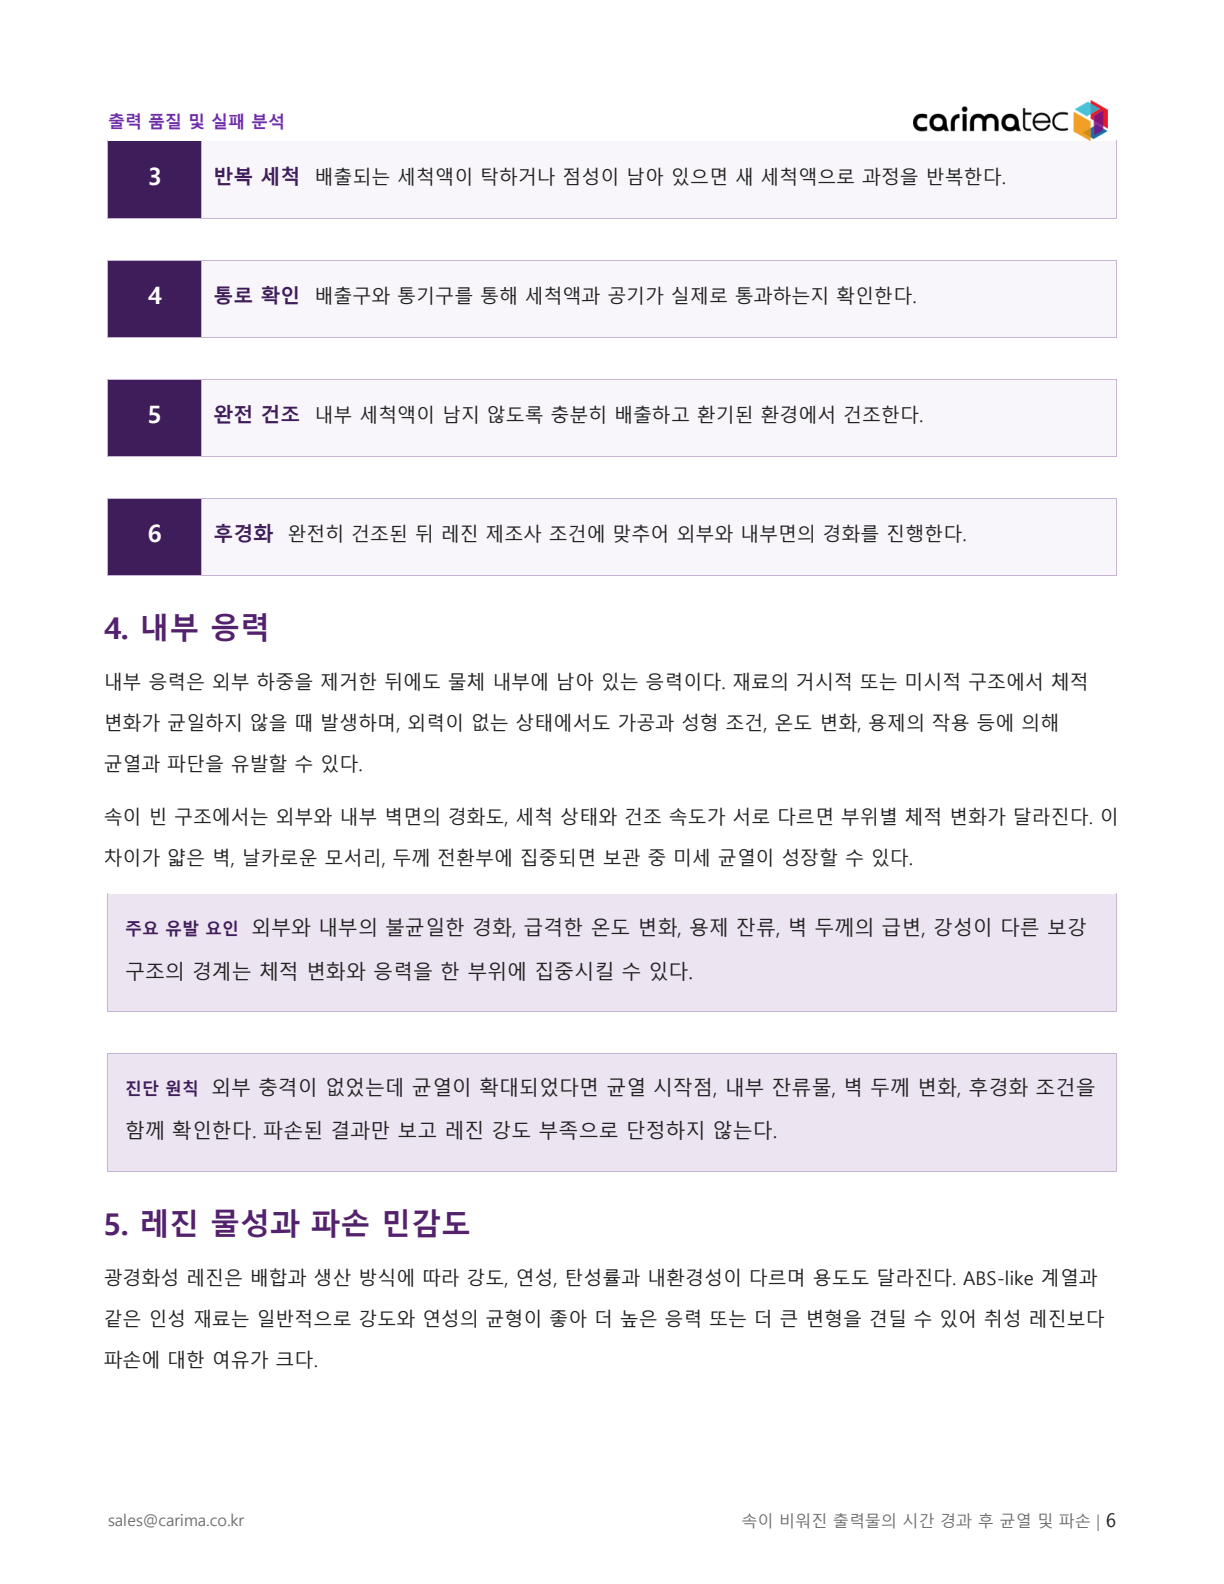 출력 품질 및 실패 분석
carimatec
3 반복 세척 배출되는 세척액이 탁하거나 점성이 남아 있으면 새 세척액으로 과정을 반복한다.
4 통로 확인 배출구와 통기구를 통해 세척액과 공기가 실제로 통과하는지 확인한다.
5 완전 건조 내부 세척액이 남지 않도록 충분히 배출하고 환기된 환경에서 건조한다.
6 후경화 완전히 건조된 뒤 레진 제조사 조건에 맞추어 외부와 내부면의 경화를 진행한다.
4. 내부 응력
내부 응력은 외부 하중을 제거한 뒤에도 물체 내부에 남아 있는 응력이다. 재료의 거시적 또는 미시적 구조에서 체적
변화가 균일하지 않을 때 발생하며, 외력이 없는 상태에서도 가공과 성형 조건, 온도 변화, 용제의 작용 등에 의해
균열과 파단을 유발할 수 있다.
속이 빈 구조에서는 외부와 내부 벽면의 경화도, 세척 상태와 건조 속도가 서로 다르면 부위별 체적 변화가 달라진다. 이
차이가 얇은 벽, 날카로운 모서리, 두께 전환부에 집중되면 보관 중 미세 균열이 성장할 수 있다.
주요 유발 요인 외부와 내부의 불균일한 경화, 급격한 온도 변화, 용제 잔류, 벽 두께의 급변, 강성이 다른 보강
구조의 경계는 체적 변화와 응력을 한 부위에 집중시킬 수 있다.
진단 원칙 외부 충격이 없었는데 균열이 확대되었다면 균열 시작점, 내부 잔류물, 벽 두께 변화, 후경화 조건을
함께 확인한다. 파손된 결과만 보고 레진 강도 부족으로 단정하지 않는다.
5. 레진 물성과 파손 민감도
광경화성 레진은 배합과 생산 방식에 따라 강도, 연성, 탄성률과 내환경성이 다르며 용도도 달라진다. ABS-like 계열과
같은 인성 재료는 일반적으로 강도와 연성의 균형이 좋아 더 높은 응력 또는 더 큰 변형을 견딜 수 있어 취성 레진보다
파손에 대한 여유가 크다.
sales@carima.co.kr
속이 비워진 출력물의 시간 경과 후 균열 및 파손 | 6